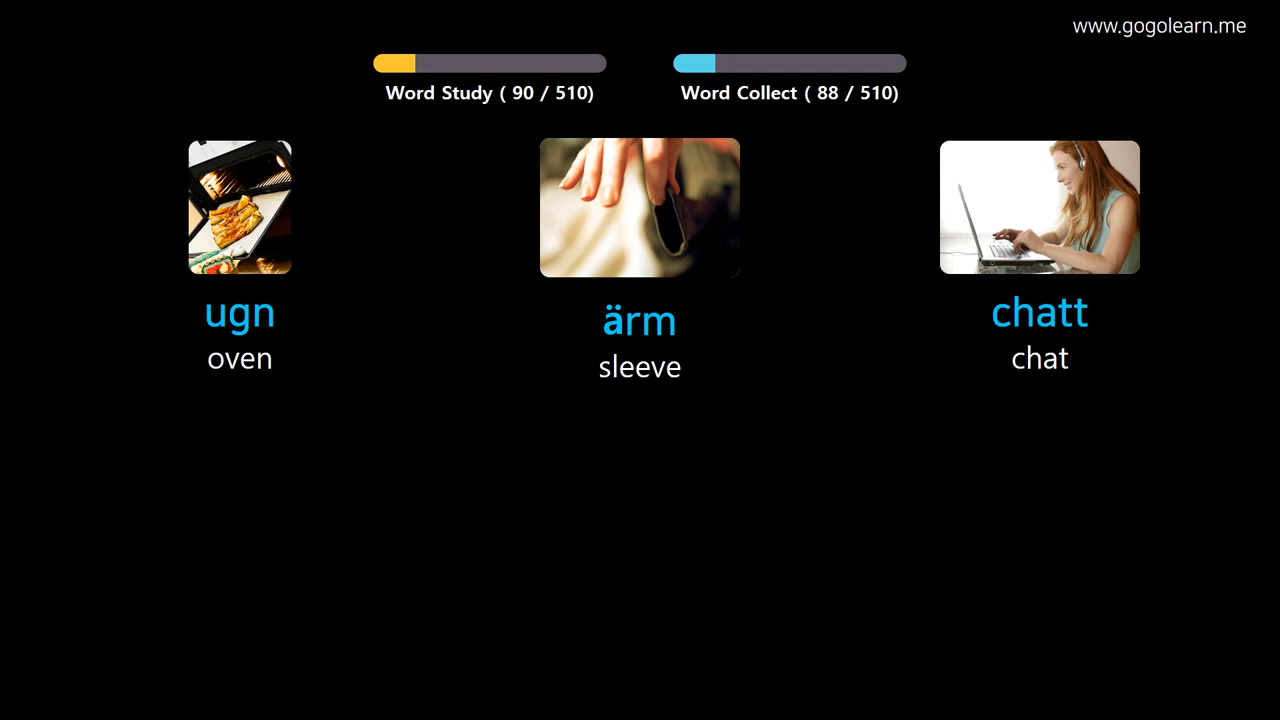 www.gogolearn.me
Word Study ( 90 / 510)
Word Collect ( 88 / 510)
ugn
oven
ärm
sleeve
chatt
chat